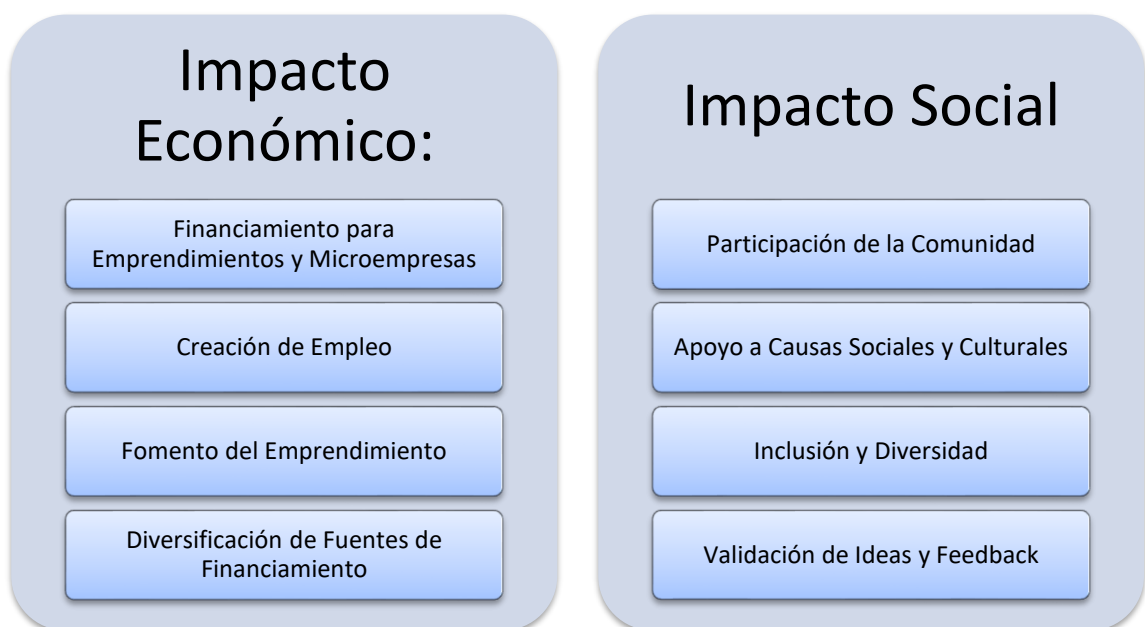 Impacto
Económico:
Financiamiento para
Emprendimientos y Microempresas
Creación de Empleo
Fomento del Emprendimiento
Diversificación de Fuentes de
Financiamiento
Impacto Social
Participación de la Comunidad
Apoyo a Causas Sociales y Culturales
Inclusión y Diversidad
Validación de Ideas y Feedback